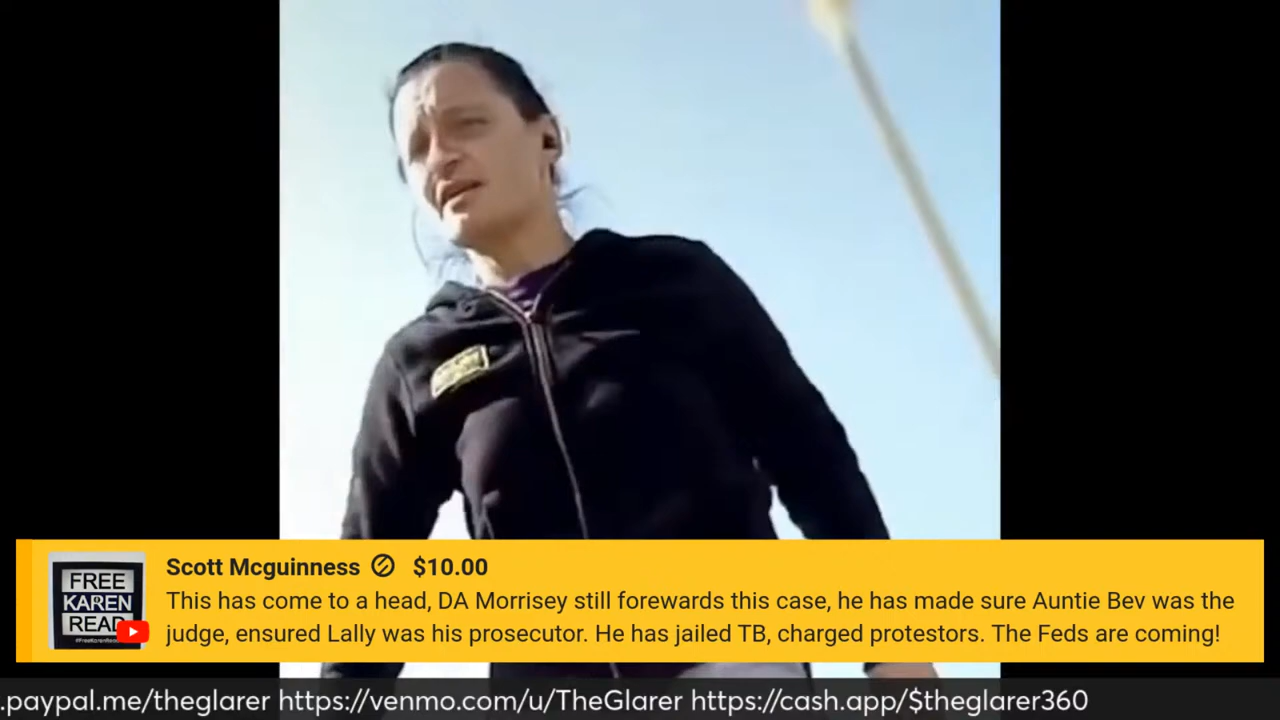 Scott Mcguinness $10.00
This has come to a head, DA Morrisey still forewards this case, he has made sure Auntie Bev was the
judge, ensured Lally was his prosecutor. He has jailed TB, charged protestors. The Feds are coming!
FREE
KAREN
READ
.paypal.me/theglarer https://venmo.com/u/TheGlarer https://cash.app/$theglarer360